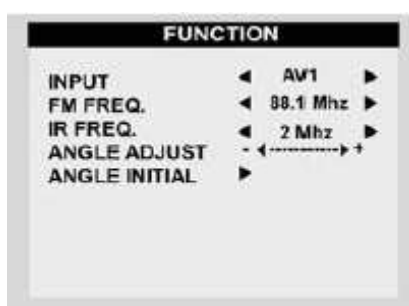 FUNCTION
INPUT ◀ AV1 ▶
FM FREQ. ◀ 88.1 Mhz ▶
IR FREQ. ◀ 2 Mhz ▶
ANGLE ADJUST - ◀-----------▶ +
ANGLE INITIAL ▶